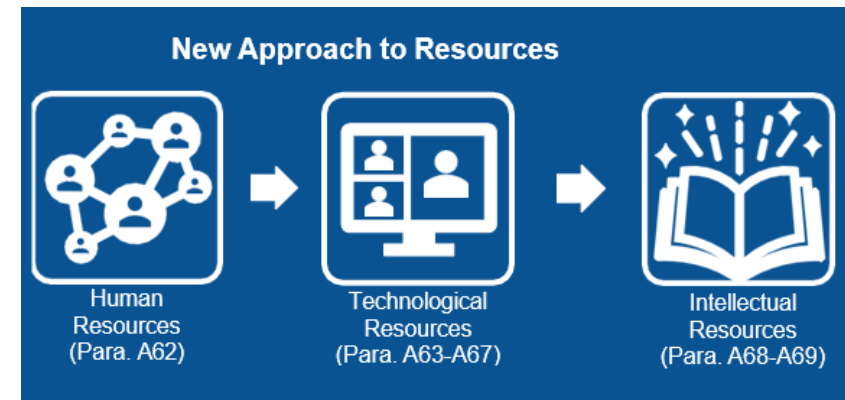 New Approach to Resources
Human
Resources
(Para. A62)
Technological
Resources
(Para. A63-A67)
Intellectual
Resources
(Para. A68-A69)